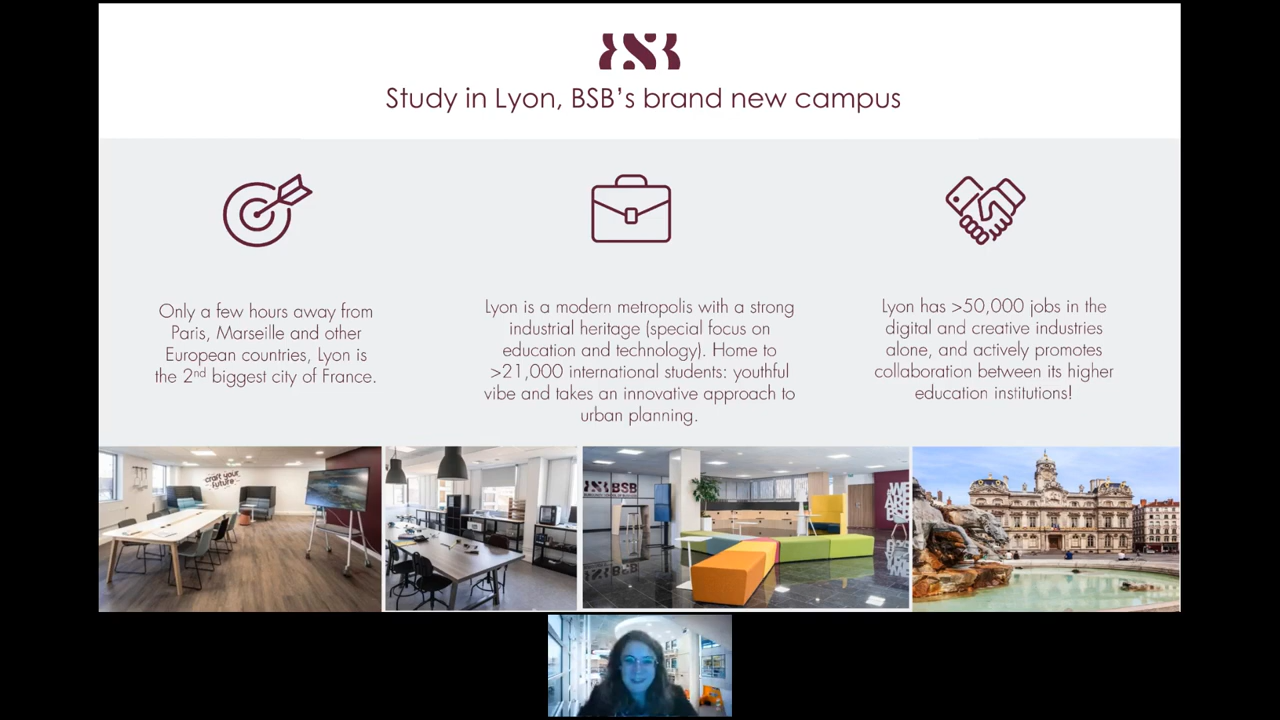 BSB
Study in Lyon, BSB's brand new campus
Only a few hours away from
Paris, Marseille and other
European countries, Lyon is
the 2nd biggest city of France.
Lyon is a modern metropolis with a strong
industrial heritage (special focus on
education and technology). Home to
>21,000 international students: youthful
vibe and takes an innovative approach to
urban planning.
Lyon has >50,000 jobs in the
digital and creative industries
alone, and actively promotes
collaboration between its higher
education institutions!
craft your
future
BSB